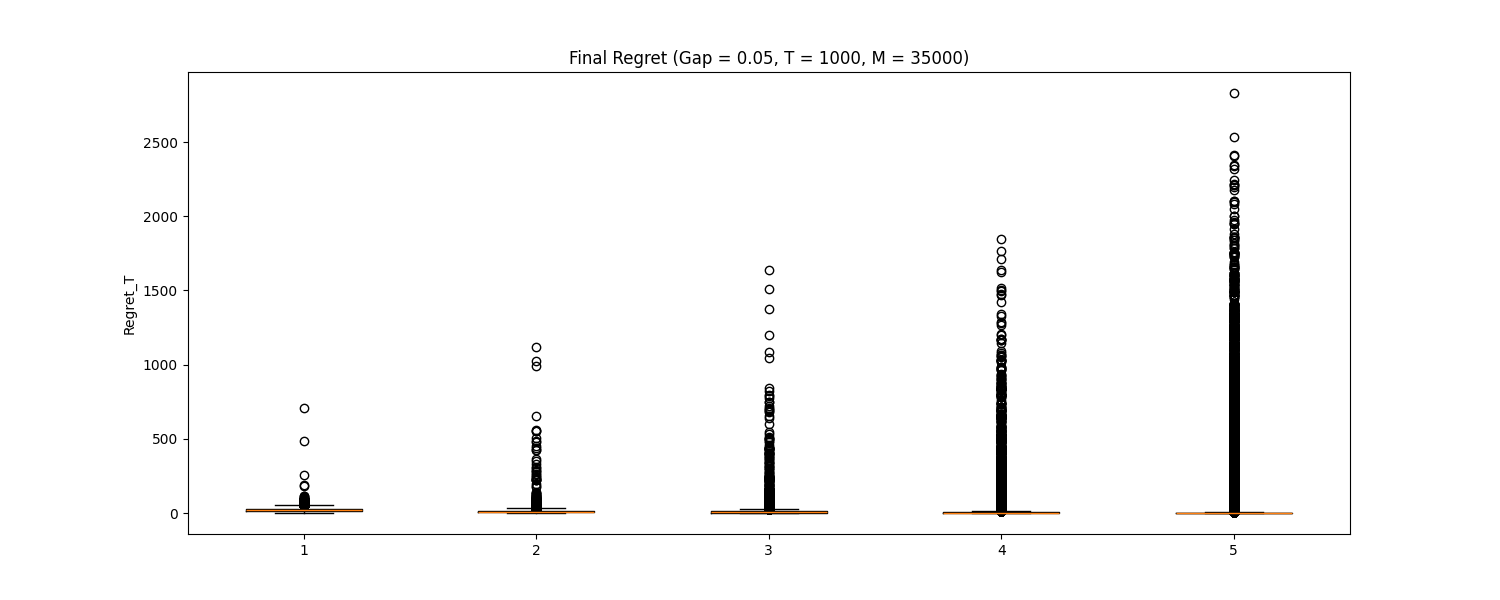 Final Regret (Gap = 0.05, T = 1000, M = 35000)
Regret_T
2500
2000
1500
1000
500
0
1 2 3 4 5